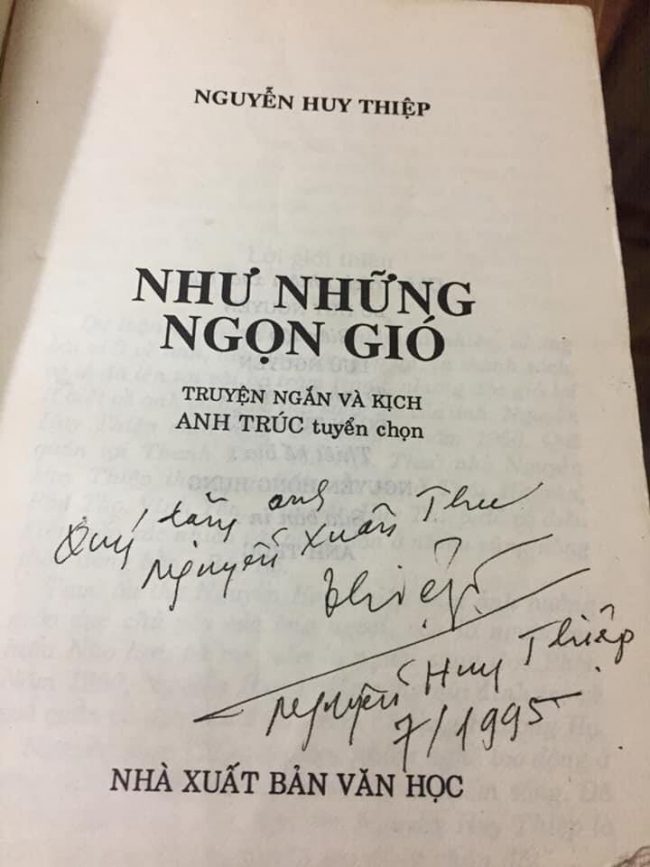 NGUYỄN HUY THIỆP
NHƯ NHỮNG
NGỌN GIÓ
TRUYỆN NGẮN VÀ KỊCH
ANH TRÚC tuyển chọn
Quý tặng anh
Nguyễn Xuân Thu
Thiệp
Nguyễn Huy Thiệp
7/1995
NHÀ XUẤT BẢN VĂN HỌC